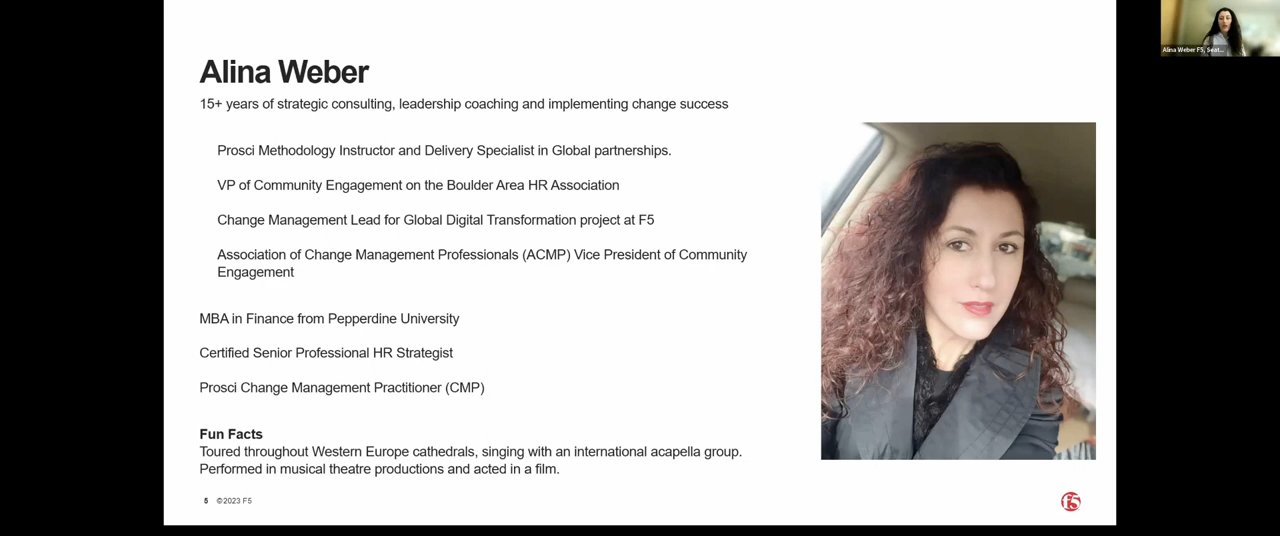 Alina Weber
15+ years of strategic consulting, leadership coaching and implementing change success
Prosci Methodology Instructor and Delivery Specialist in Global partnerships.
VP of Community Engagement on the Boulder Area HR Association
Change Management Lead for Global Digital Transformation project at F5
Association of Change Management Professionals (ACMP) Vice President of Community
Engagement
MBA in Finance from Pepperdine University
Certified Senior Professional HR Strategist
Prosci Change Management Practitioner (CMP)
Fun Facts
Toured throughout Western Europe cathedrals, singing with an international acapella group.
Performed in musical theatre productions and acted in a film.
5 ©2023 F5
f5
Alina Weber F5, Seat...